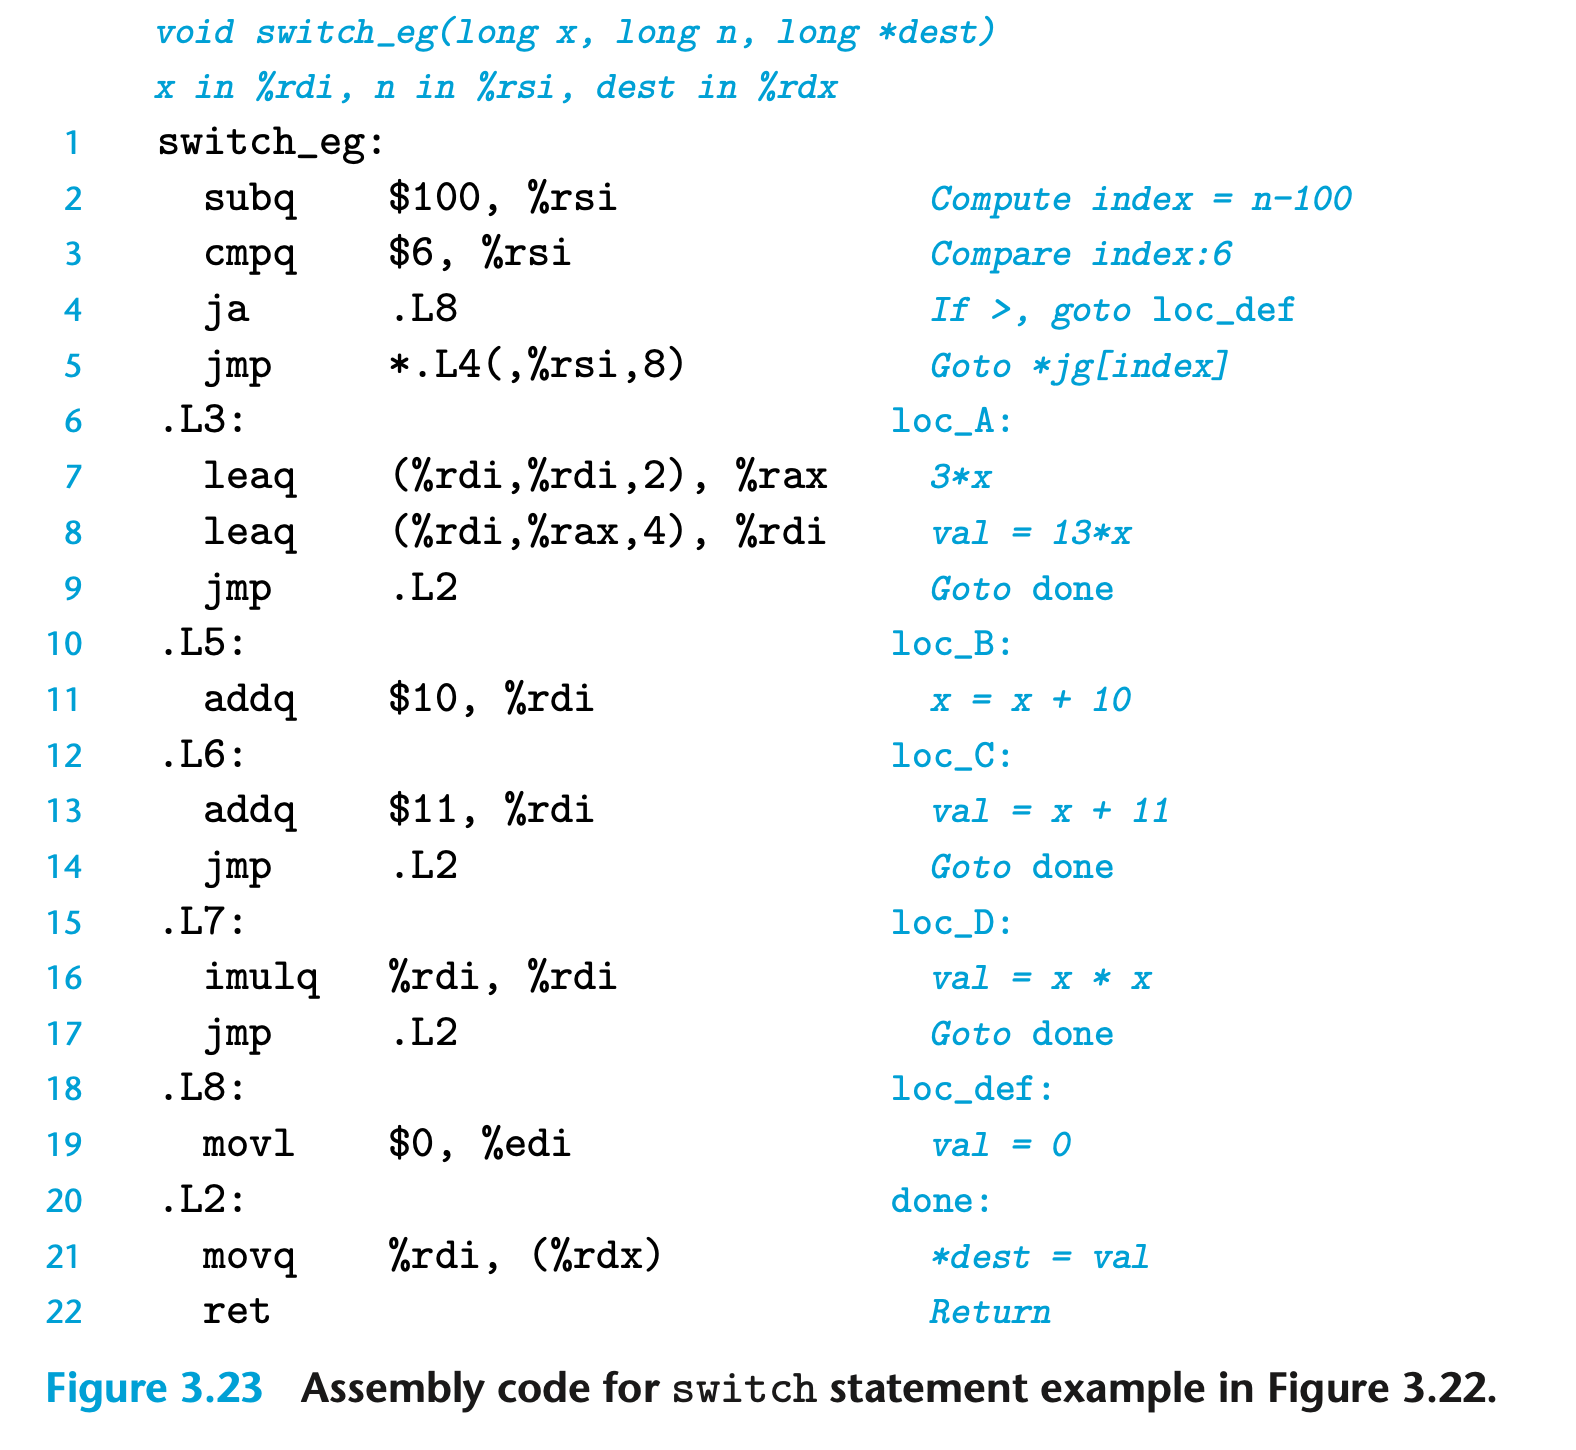 void switch_eg(long x, long n, long *dest)
x in %rdi, n in %rsi, dest in %rdx
1 switch_eg:
2 subq $100, %rsi Compute index = n-100
3 cmpq $6, %rsi Compare index:6
4 ja .L8 If >, goto loc_def
5 jmp *.L4(,%rsi,8) Goto *jg[index]
6 .L3: loc_A:
7 leaq (%rdi,%rdi,2), %rax 3*x
8 leaq (%rdi,%rax,4), %rdi val = 13*x
9 jmp .L2 Goto done
10 .L5: loc_B:
11 addq $10, %rdi x = x + 10
12 .L6: loc_C:
13 addq $11, %rdi val = x + 11
14 jmp .L2 Goto done
15 .L7: loc_D:
16 imulq %rdi, %rdi val = x * x
17 jmp .L2 Goto done
18 .L8: loc_def:
19 movl $0, %edi val = 0
20 .L2: done:
21 movq %rdi, (%rdx) *dest = val
22 ret Return
Figure 3.23 Assembly code for switch statement example in Figure 3.22.